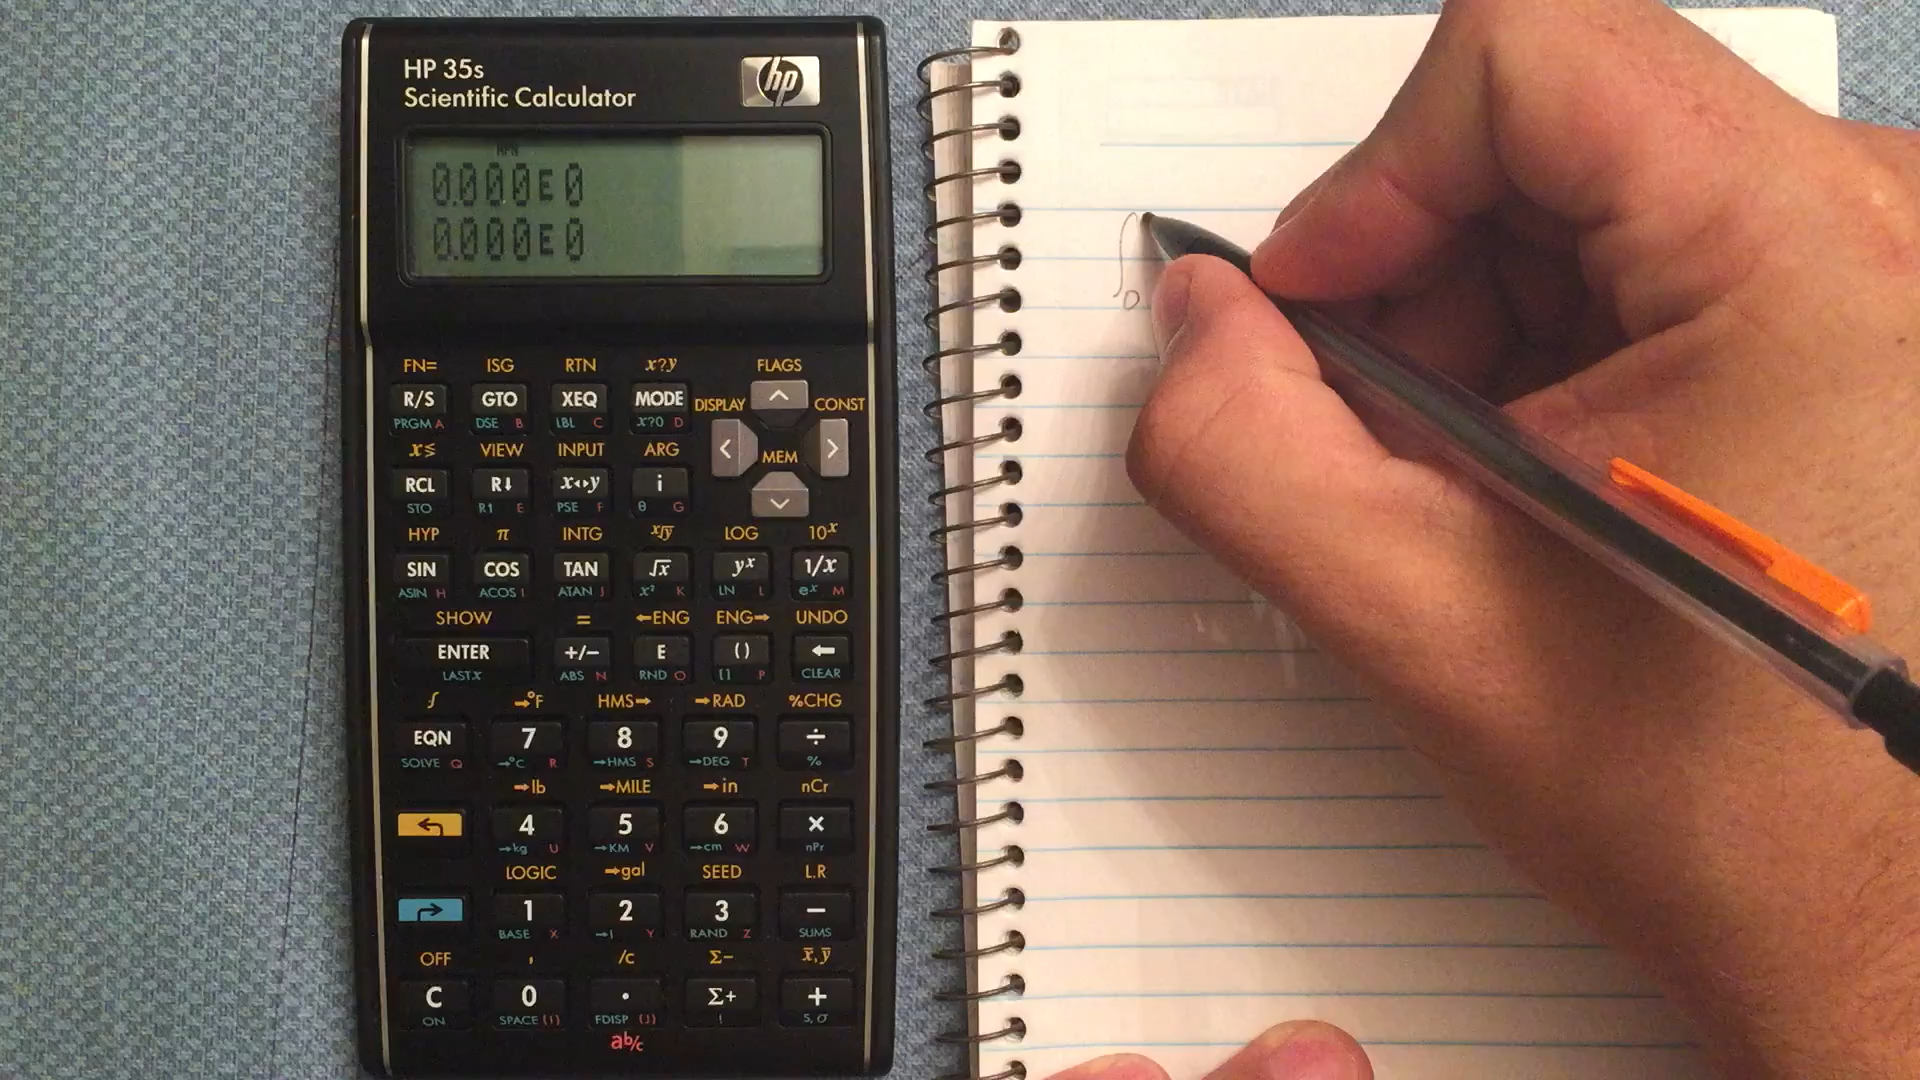 HP 35s
Scientific Calculator
hp
RPN
0.000E0
0.000E0
FN= ISG RTN x?y FLAGS
R/S GTO XEQ MODE DISPLAY CONST
PRGM A DSE B LBL C x?0 D
x≶ VIEW INPUT ARG MEM
RCL R↓ x↔y i
STO R↑ E PSE F θ G
HYP π INTG x√y LOG 10x
SIN COS TAN √x yx 1/x
ASIN H ACOS I ATAN J x² K LN L ex M
SHOW = ←ENG ENG→ UNDO
ENTER +/− E ( ) ←
LASTx ABS N RND O [ ] P CLEAR
∫ →°F HMS→ →RAD %CHG
EQN 7 8 9 ÷
SOLVE Q →°C R →HMS S →DEG T %
→lb →MILE →in nCr
4 5 6 ×
→kg U →KM V →cm W nPr
LOGIC →gal SEED L.R
1 2 3 −
BASE X →l Y RAND Z SUMS
OFF , /c Σ− x̄,ȳ
C 0 . Σ+ +
ON SPACE (I) FDISP (J) ! s,σ
ab/c
∫
0